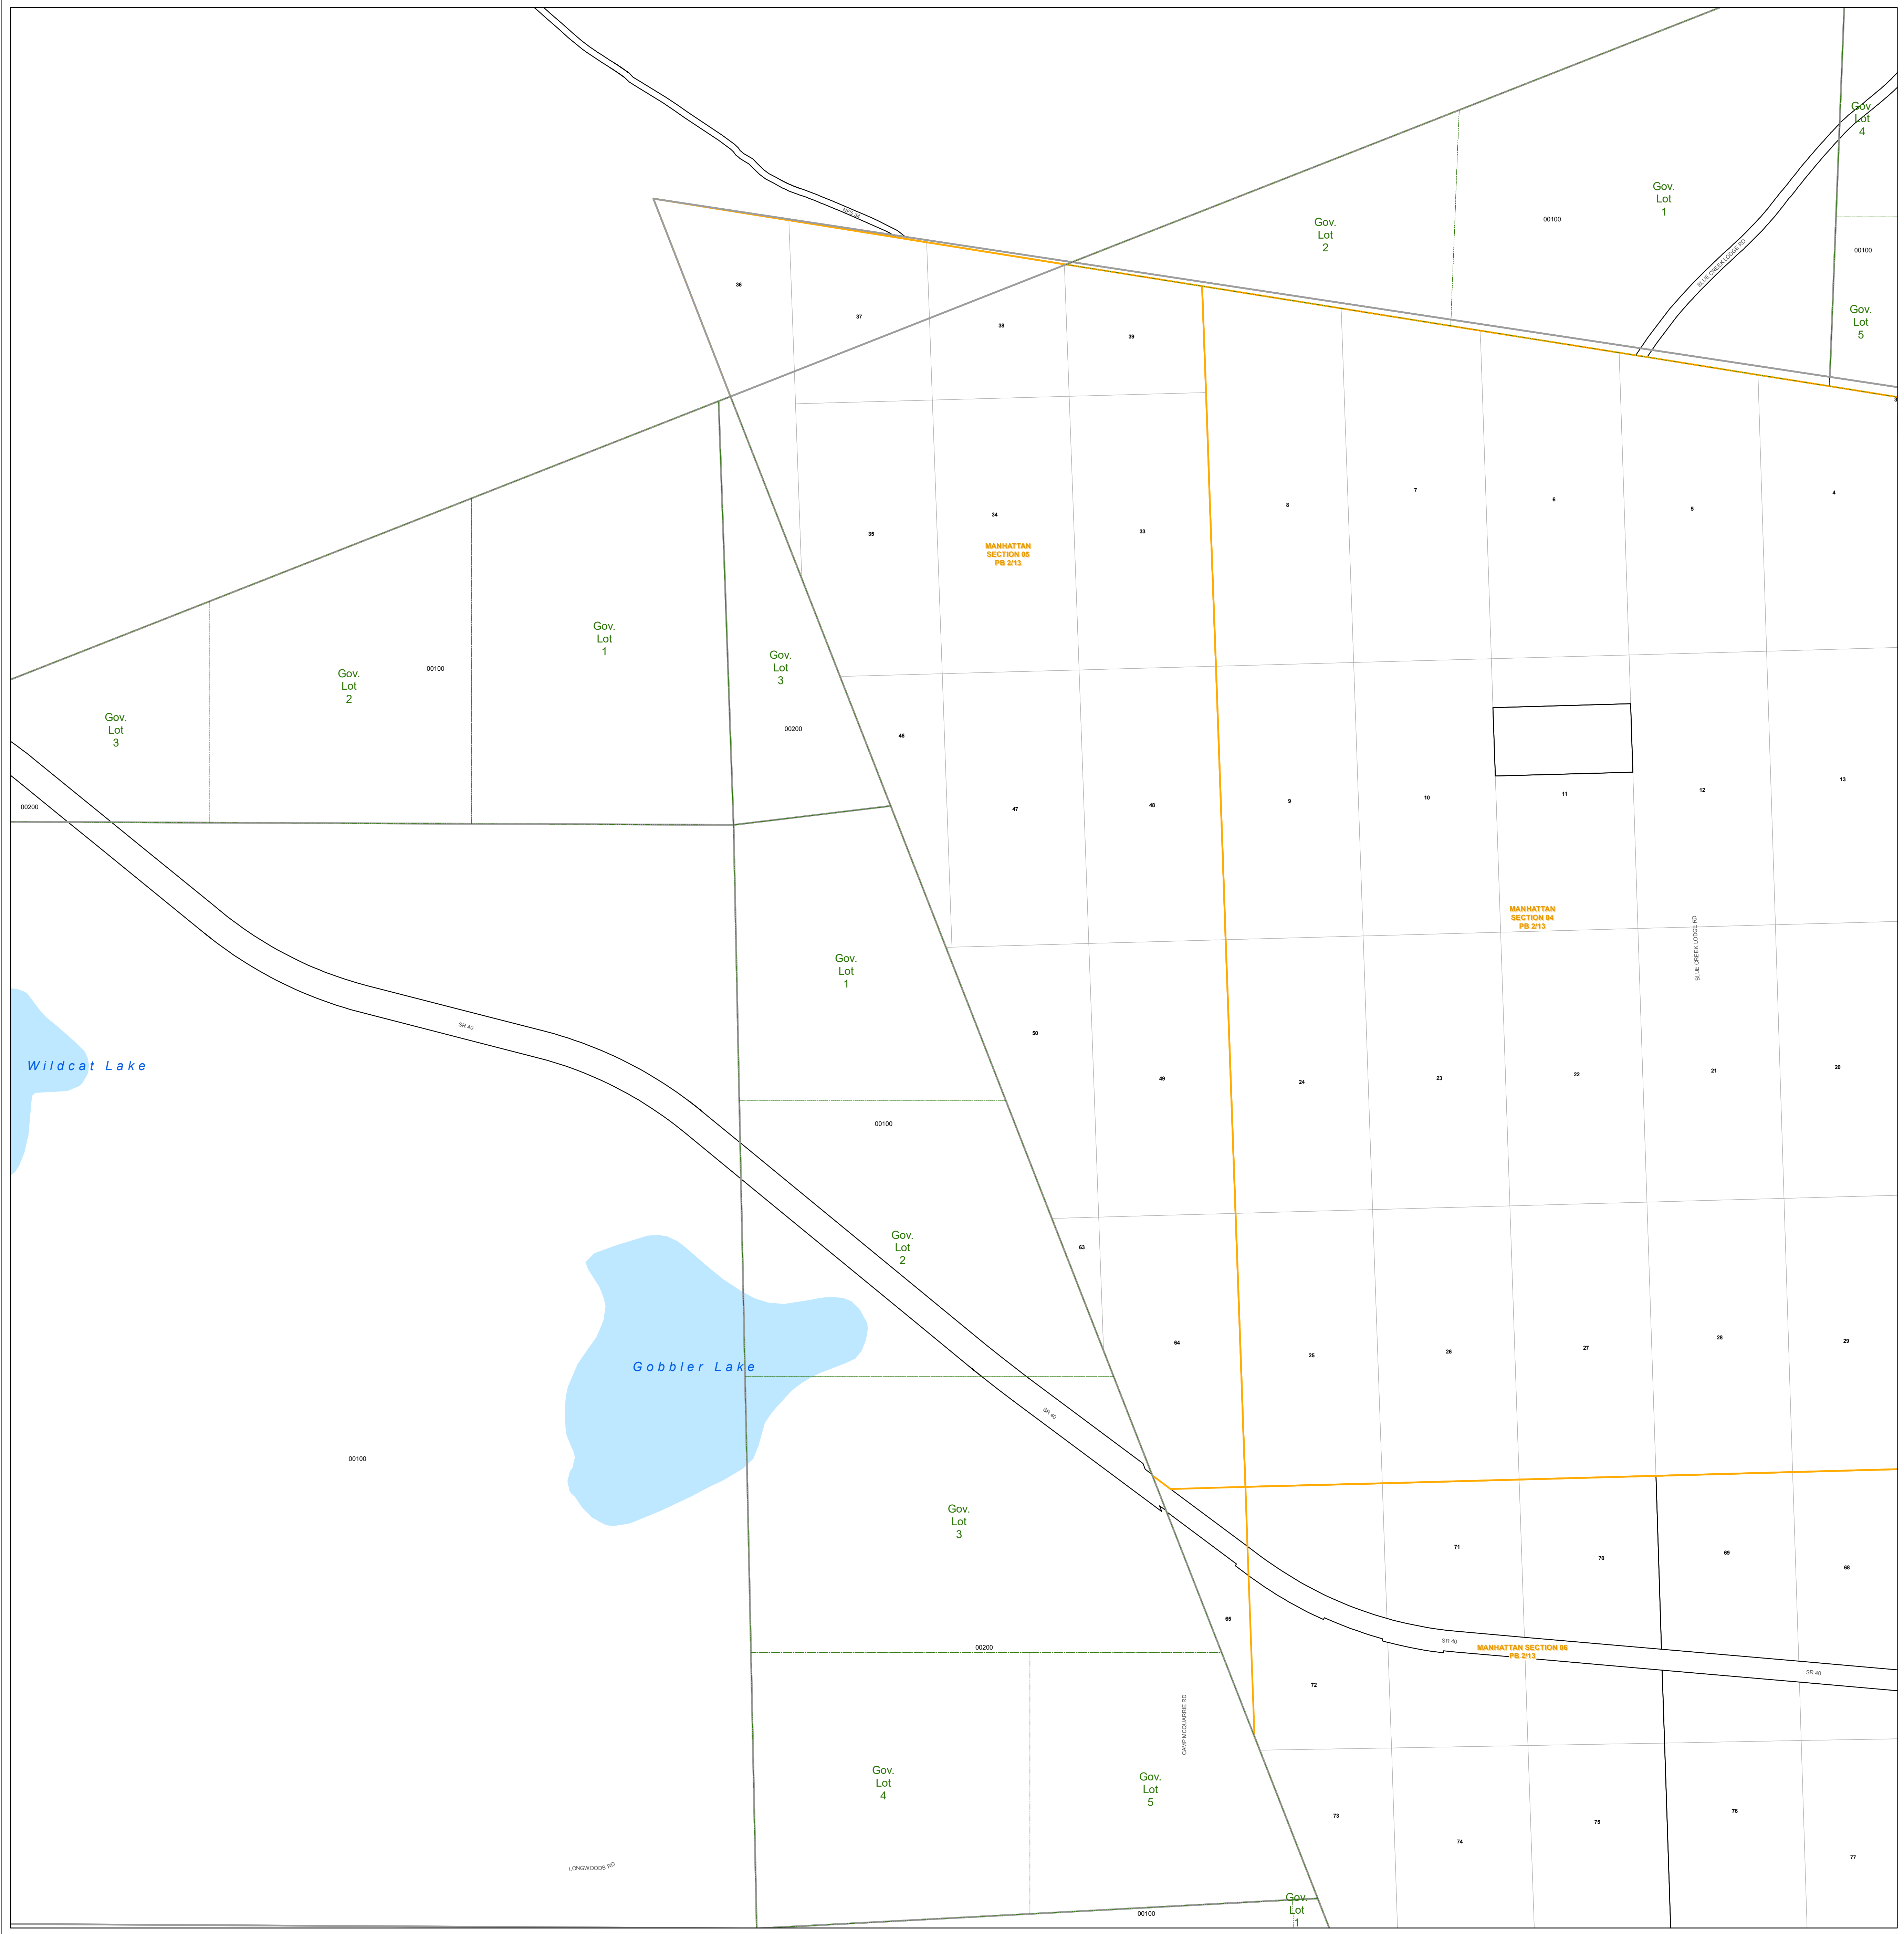 Gov.
Lot
4
Gov.
Lot
1
NFS 34
00100
Gov.
Lot
2
BLUE CREEK LODGE RD
00100
36
37
38
39
Gov.
Lot
5
3
4
7
6
8
5
34
35
33
MANHATTAN
SECTION 05
PB 2/13
Gov.
Lot
1
Gov.
Lot
3
Gov.
Lot
2
00100
Gov.
Lot
3
00200
46
00200
47
48
9
10
11
12
13
MANHATTAN
SECTION 04
PB 2/13
BLUE CREEK LODGE RD
Gov.
Lot
1
SR 40
50
Wildcat Lake
49
24
23
22
21
20
00100
Gov.
Lot
2
63
64
25
26
27
28
29
Gobbler Lake
SR 40
00100
Gov.
Lot
3
71
70
69
68
65
00200
SR 40
MANHATTAN SECTION 06
PB 2/13
SR 40
72
CAMP MCQUARRIE RD
Gov.
Lot
4
Gov.
Lot
5
73
74
75
76
77
LONGWOODS RD
Gov.
Lot
1
00100